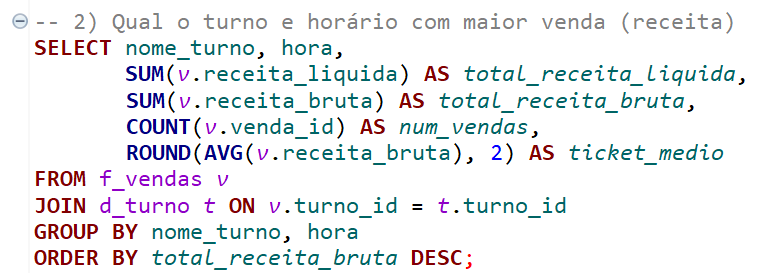 -- 2) Qual o turno e horário com maior venda (receita)
SELECT nome_turno, hora,
       SUM(v.receita_liquida) AS total_receita_liquida,
       SUM(v.receita_bruta) AS total_receita_bruta,
       COUNT(v.venda_id) AS num_vendas,
       ROUND(AVG(v.receita_bruta), 2) AS ticket_medio
FROM f_vendas v
JOIN d_turno t ON v.turno_id = t.turno_id
GROUP BY nome_turno, hora
ORDER BY total_receita_bruta DESC;